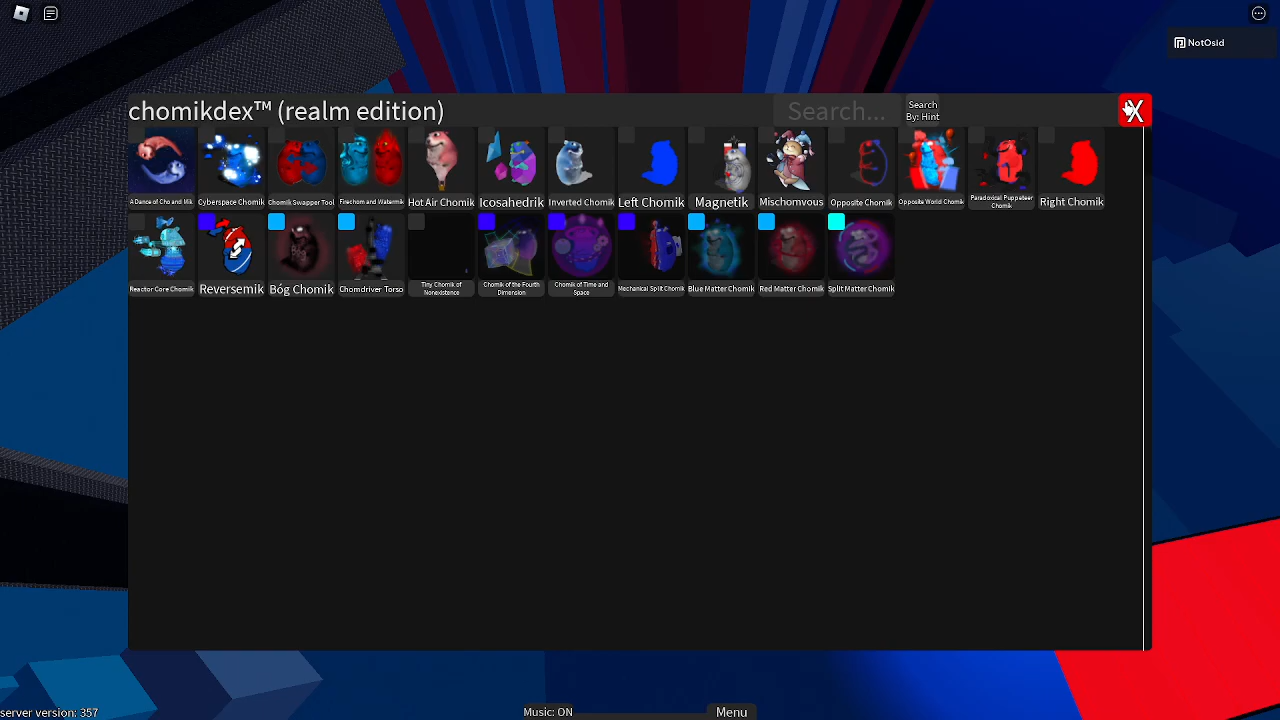 NotOsid
chomikdex™ (realm edition)
Search...
Search
By: Hint
X
A Dance of Cho and Mik
Cyberspace Chomik
Chomik Swapper Tool
Firechom and Watermik
Hot Air Chomik
Icosahedrik
Inverted Chomik
Left Chomik
Magnetik
Mischomvous
Opposite Chomik
Opposite World Chomik
Paradoxical Puppeteer
Chomik
Right Chomik
Reactor Core Chomik
Reversemik
Bóg Chomik
Chomdriver Torso
Tiny Chomik of
Nonexistence
Chomik of the Fourth
Dimension
Chomik of Time and
Space
Mechanical Split Chomik
Blue Matter Chomik
Red Matter Chomik
Split Matter Chomik
server version: 357
Music: ON
Menu